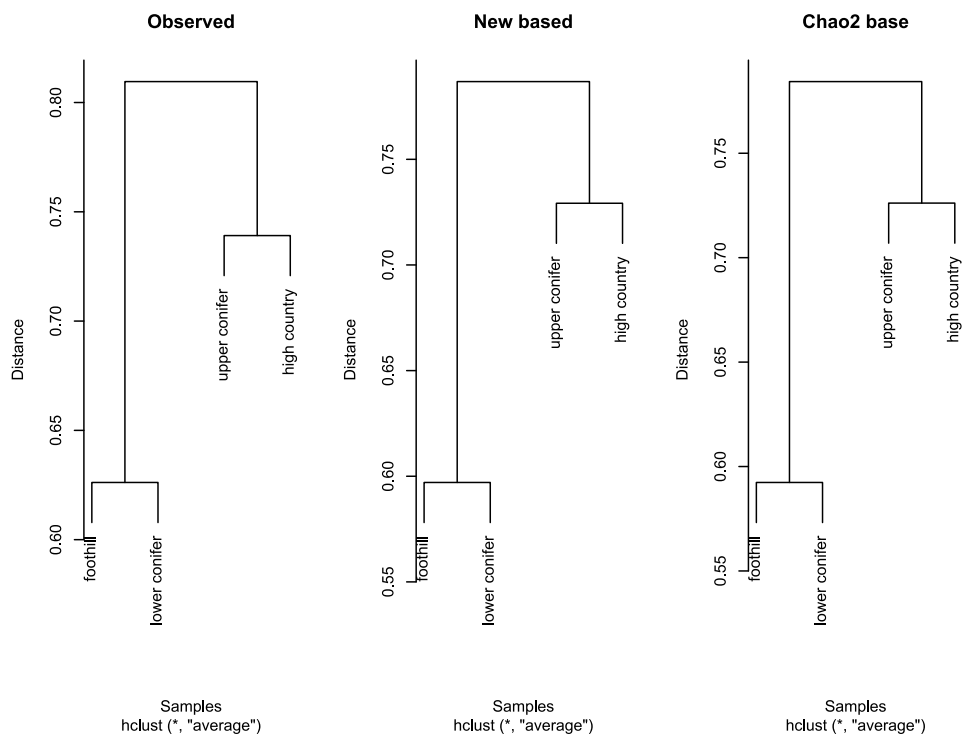 Observed
Distance
0.80
0.75
0.70
0.65
0.60
foothill
lower conifer
upper conifer
high country
Samples
hclust (*, "average")
New based
Distance
0.75
0.70
0.65
0.60
0.55
foothill
lower conifer
upper conifer
high country
Samples
hclust (*, "average")
Chao2 base
Distance
0.75
0.70
0.65
0.60
0.55
foothill
lower conifer
upper conifer
high country
Samples
hclust (*, "average")